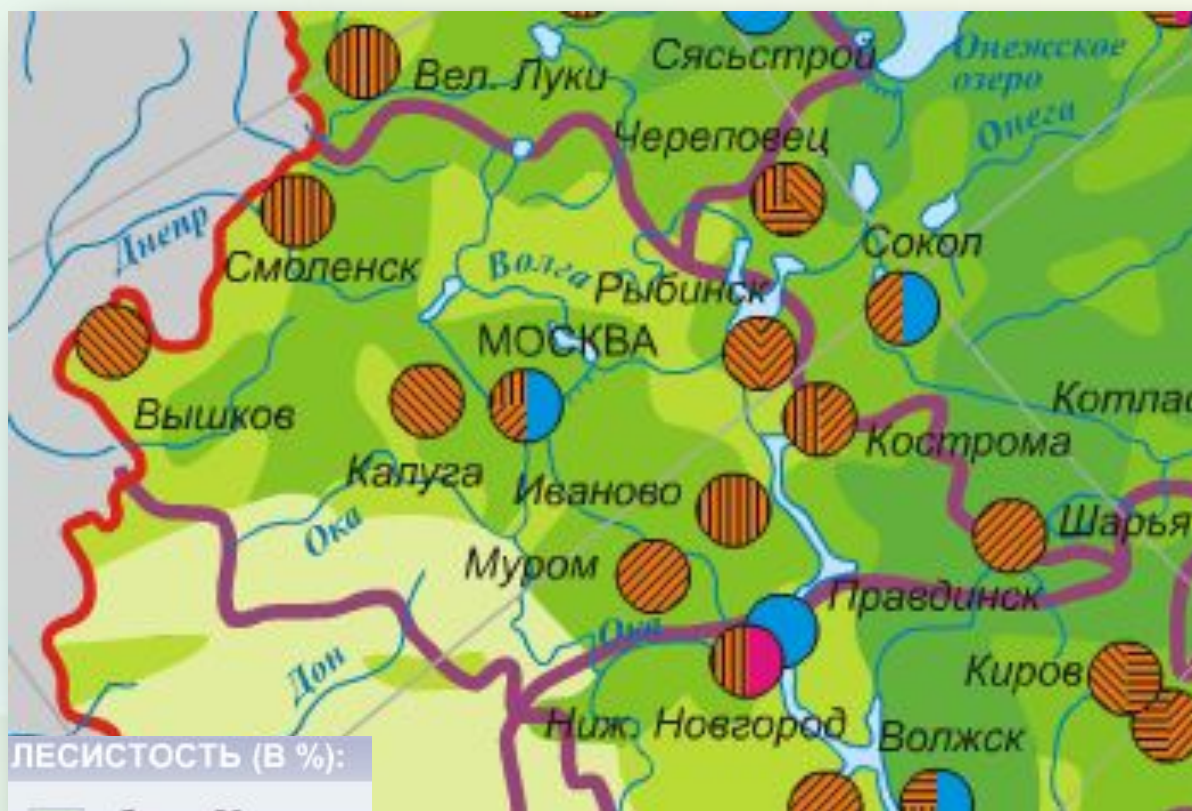 Сясьстрой
Онежское
озеро
Вел. Луки
Онега
Череповец
Днепр
Сокол
Смоленск
Волга
Рыбинск
МОСКВА
Котлас
Вышков
Кострома
Калуга
Иваново
Ока
Шарья
Муром
Правдинск
Ока
Дон
Киров
Ниж. Новгород
Волжск
ЛЕСИСТОСТЬ (В %):